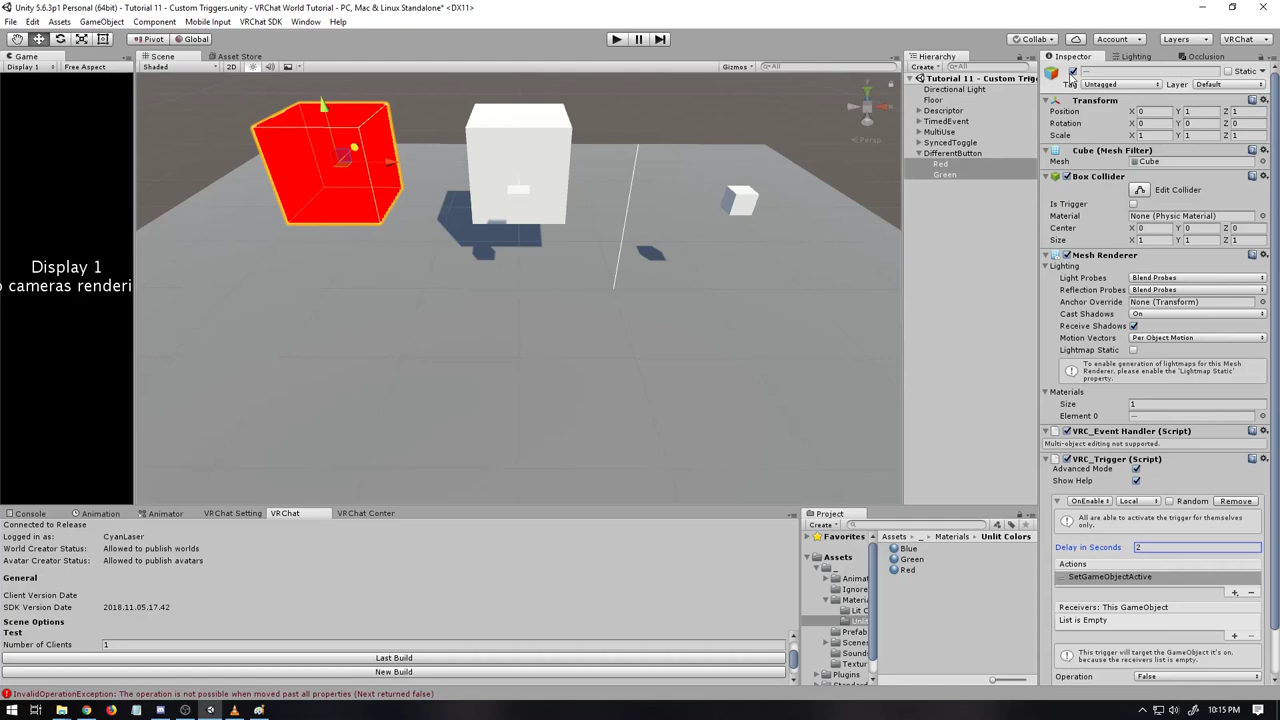 Unity 5.6.3p1 Personal (64bit) - Tutorial 11 - Custom Triggers.unity - VRChat World Tutorial - PC, Mac & Linux Standalone* <DX11>
File Edit Assets GameObject Component Mobile Input VRChat SDK Window Help
Pivot Global Collab Account Layers VRChat
Game Scene Asset Store Hierarchy Inspector Lighting Occlusion
Display 1 Free Aspect Shaded 2D Gizmos All Create All Static
Tag Untagged Layer Default
Tutorial 11 - Custom Trig
Directional Light
Floor
Descriptor
TimedEvent
MultiUse
SyncedToggle
DifferentButton
Red
Green
Persp
Display 1
o cameras renderi
Transform
Position X 0 Y 1 Z 1
Rotation X 0 Y 0 Z 0
Scale X 1 Y 1 Z 1
Cube (Mesh Filter)
Mesh Cube
Box Collider
Edit Collider
Is Trigger
Material None (Physic Material)
Center X 0 Y 0 Z 0
Size X 1 Y 1 Z 1
Mesh Renderer
Lighting
Light Probes Blend Probes
Reflection Probes Blend Probes
Anchor Override None (Transform)
Cast Shadows On
Receive Shadows
Motion Vectors Per Object Motion
Lightmap Static
To enable generation of lightmaps for this Mesh
Renderer, please enable the 'Lightmap Static'
property.
Materials
Size 1
Element 0 —
VRC_Event Handler (Script)
Multi-object editing not supported.
VRC_Trigger (Script)
Advanced Mode
Show Help
OnEnable Local Random Remove
All are able to activate the trigger for themselves
only.
Delay in Seconds 2
Actions
SetGameObjectActive
Receivers: This GameObject
List is Empty
This trigger will target the GameObject it's on,
because the receivers list is empty.
Operation False
Console Animation Animator VRChat Setting VRChat VRChat Conter
Connected to Release
Logged in as: CyanLaser
World Creator Status: Allowed to publish worlds
Avatar Creator Status: Allowed to publish avatars
General
Client Version Date
SDK Version Date 2018.11.05.17.42
Scene Options
Test
Number of Clients 1
Last Build
New Build
Project
Create
Favorites
Assets
_
Animat
Ignore
Materia
Lit C
Unlit
Prefab
Scenes
Sound
Textur
Plugins
Assets _ Materials Unlit Colors
Blue
Green
Red
InvalidOperationException: The operation is not possible when moved past all properties (Next returned false)
10:15 PM